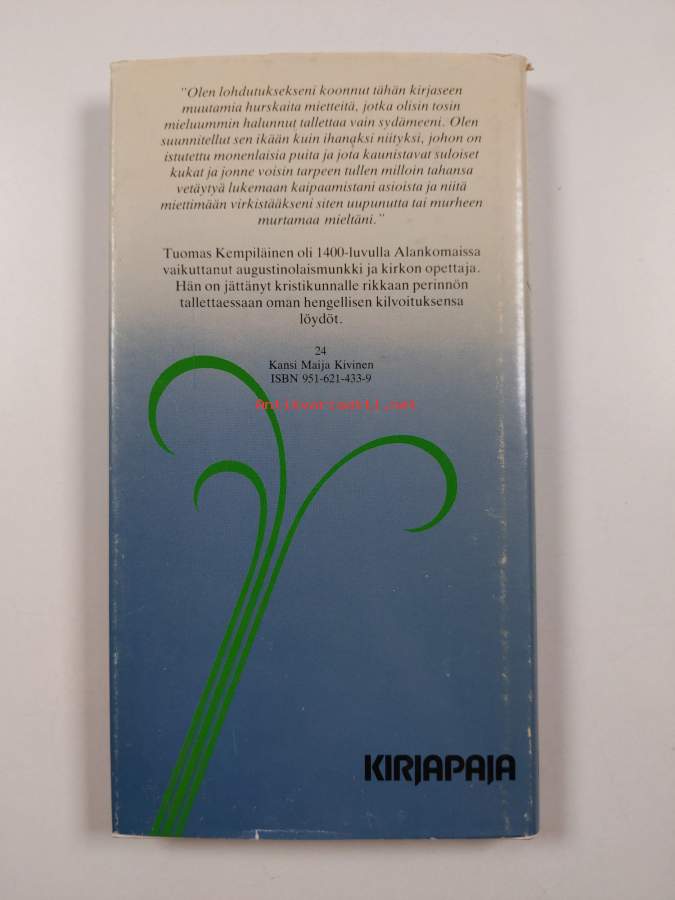 "Olen lohdutuksekseni koonnut tähän kirjaseen
muutamia hurskaita mietteitä, jotka olisin tosin
mieluummin halunnut tallettaa vain sydämeeni. Olen
suunnitellut sen ikään kuin ihanaksi niityksi, johon on
istutettu monenlaisia puita ja jota kaunistavat suloiset
kukat ja jonne voisin tarpeen tullen milloin tahansa
vetäytyä lukemaan kaipaamistani asioista ja niitä
miettimään virkistääkseni siten uupunutta tai murheen
murtamaa mieltäni."
Tuomas Kempiläinen oli 1400-luvulla Alankomaissa
vaikuttanut augustinolaismunkki ja kirkon opettaja.
Hän on jättänyt kristikunnalle rikkaan perinnön
tallettaessaan oman hengellisen kilvoituksensa
löydöt.
24
Kansi Maija Kivinen
ISBN 951-621-433-9
Antikvariaatti.net
KIRJAPAJA